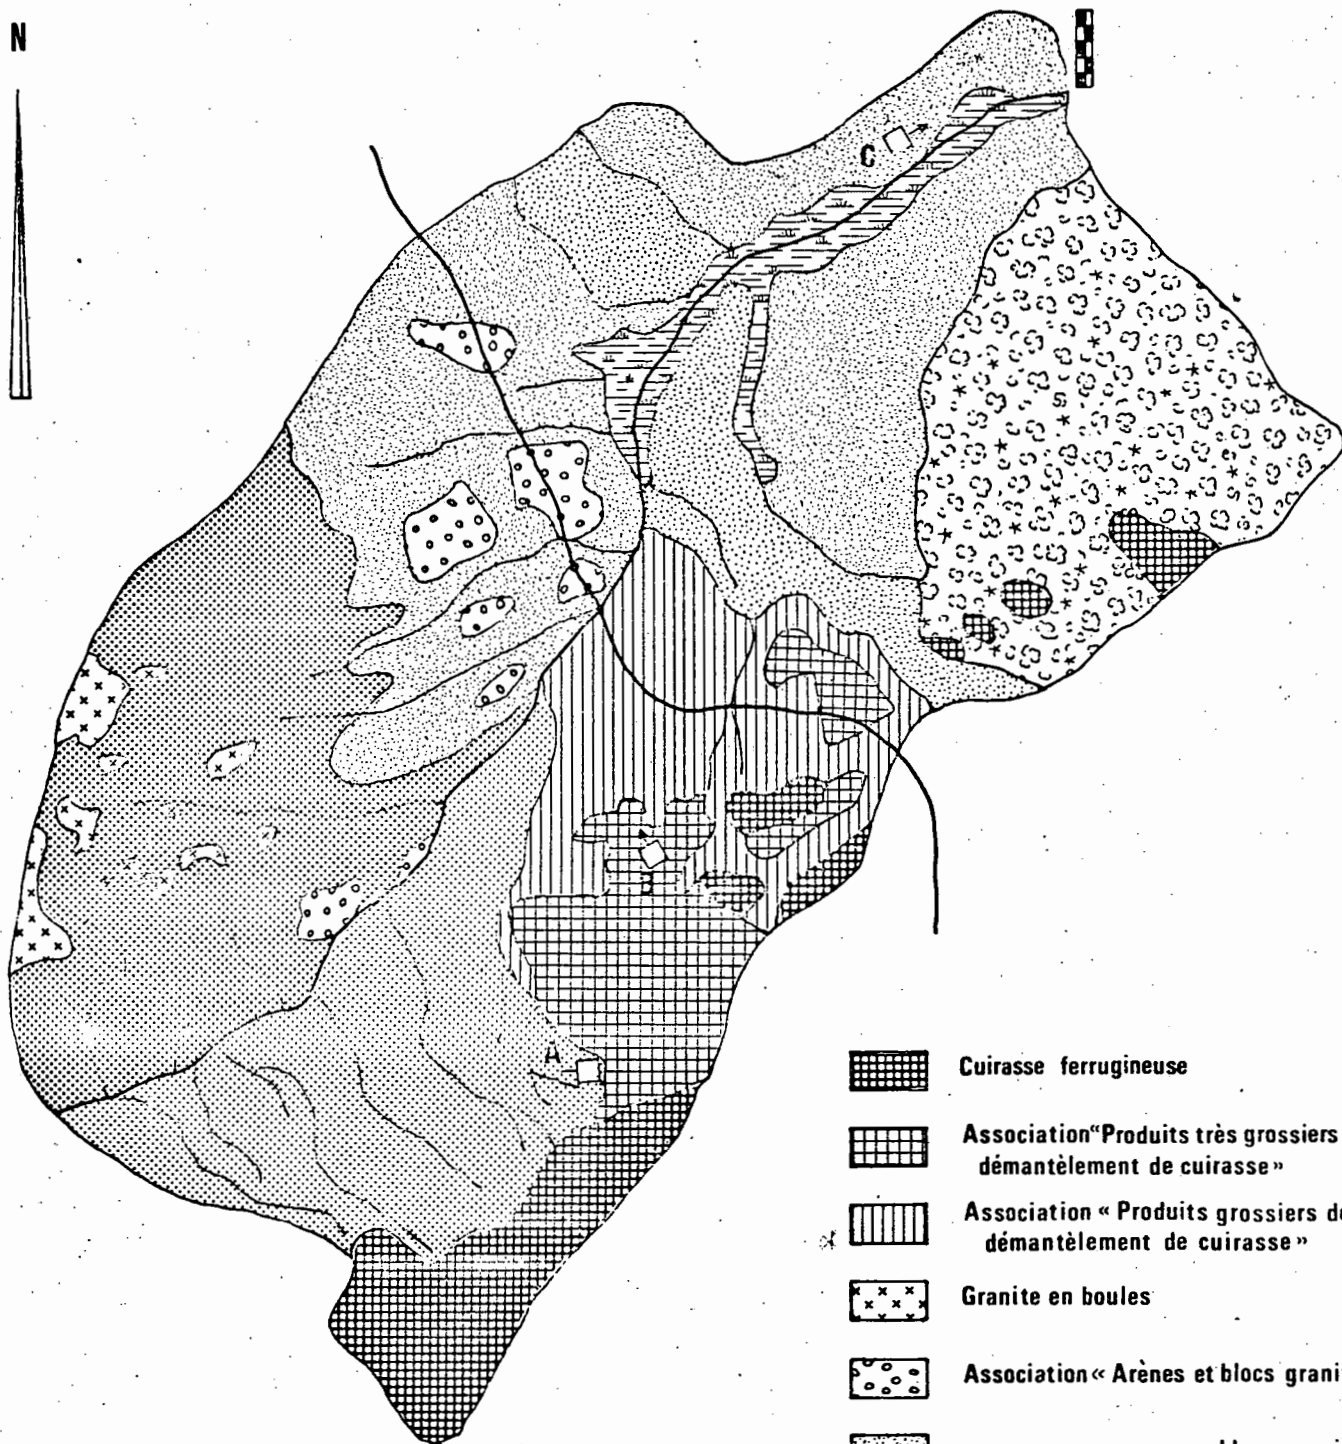 N
C
A
Cuirasse ferrugineuse
Association «Produits très grossiers
démantèlement de cuirasse»
Association « Produits grossiers de
démantèlement de cuirasse»
Granite en boules
Association « Arènes et blocs grani